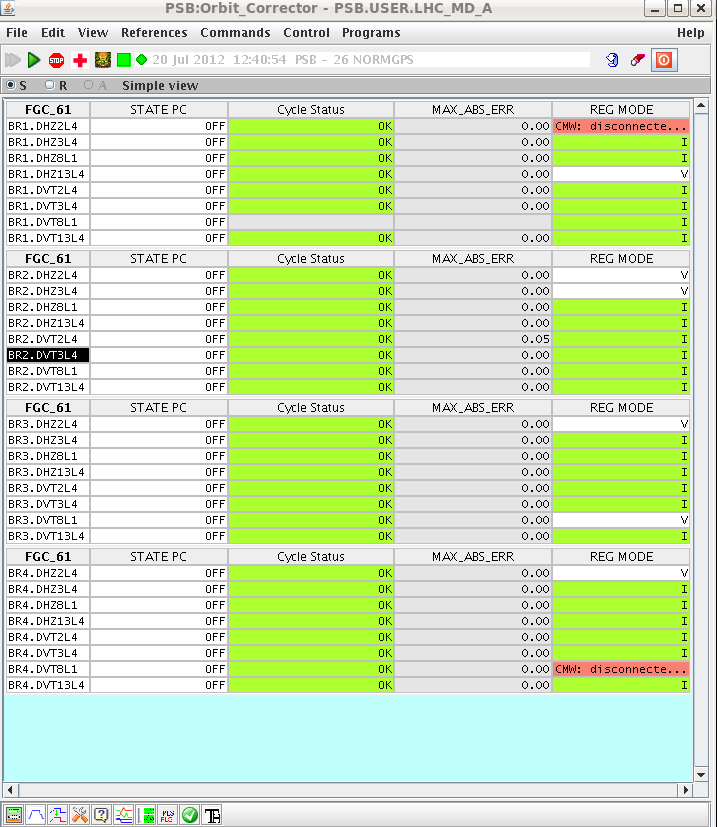 PSB:Orbit_Corrector - PSB.USER.LHC_MD_A
File Edit View References Commands Control Programs Help
STOP 20 Jul 2012 12:40:54 PSB - 26 NORMGPS
S R A Simple view
FGC_61 STATE PC Cycle Status MAX_ABS_ERR REG MODE
BR1.DHZ2L4 OFF OK 0.00 CMW: disconnecte...
BR1.DHZ3L4 OFF OK 0.00 I
BR1.DHZ8L1 OFF OK 0.00 I
BR1.DHZ13L4 OFF OK 0.00 V
BR1.DVT2L4 OFF OK 0.00 I
BR1.DVT3L4 OFF OK 0.00 I
BR1.DVT8L1 OFF I
BR1.DVT13L4 OFF OK 0.00 I
FGC_61 STATE PC Cycle Status MAX_ABS_ERR REG MODE
BR2.DHZ2L4 OFF OK 0.00 V
BR2.DHZ3L4 OFF OK 0.00 V
BR2.DHZ8L1 OFF OK 0.00 I
BR2.DHZ13L4 OFF OK 0.00 I
BR2.DVT2L4 OFF OK 0.05 I
BR2.DVT3L4 OFF OK 0.00 I
BR2.DVT8L1 OFF OK 0.00 I
BR2.DVT13L4 OFF OK 0.00 I
FGC_61 STATE PC Cycle Status MAX_ABS_ERR REG MODE
BR3.DHZ2L4 OFF OK 0.00 V
BR3.DHZ3L4 OFF OK 0.00 I
BR3.DHZ8L1 OFF OK 0.00 I
BR3.DHZ13L4 OFF OK 0.00 I
BR3.DVT2L4 OFF OK 0.00 I
BR3.DVT3L4 OFF OK 0.00 I
BR3.DVT8L1 OFF OK 0.00 V
BR3.DVT13L4 OFF OK 0.00 I
FGC_61 STATE PC Cycle Status MAX_ABS_ERR REG MODE
BR4.DHZ2L4 OFF OK 0.00 V
BR4.DHZ3L4 OFF OK 0.00 I
BR4.DHZ8L1 OFF OK 0.00 I
BR4.DHZ13L4 OFF OK 0.00 I
BR4.DVT2L4 OFF OK 0.00 I
BR4.DVT3L4 OFF OK 0.00 I
BR4.DVT8L1 OFF OK 0.00 CMW: disconnecte...
BR4.DVT13L4 OFF OK 0.00 I